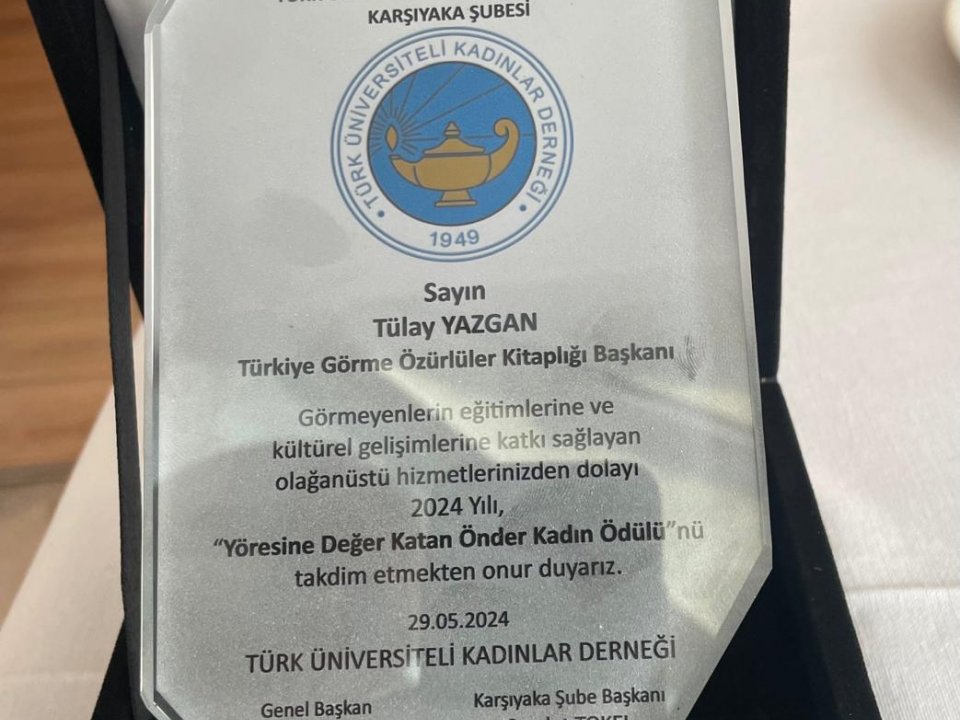 KARŞIYAKA ŞUBESİ
TÜRK ÜNİVERSİTELİ KADINLAR DERNEĞİ
1949
Sayın
Tülay YAZGAN
Türkiye Görme Özürlüler Kitaplığı Başkanı
Görmeyenlerin eğitimlerine ve
kültürel gelişimlerine katkı sağlayan
olağanüstü hizmetlerinizden dolayı
2024 Yılı,
“Yöresine Değer Katan Önder Kadın Ödülü”nü
takdim etmekten onur duyarız.
29.05.2024
TÜRK ÜNİVERSİTELİ KADINLAR DERNEĞİ
Genel Başkan
Karşıyaka Şube Başkanı